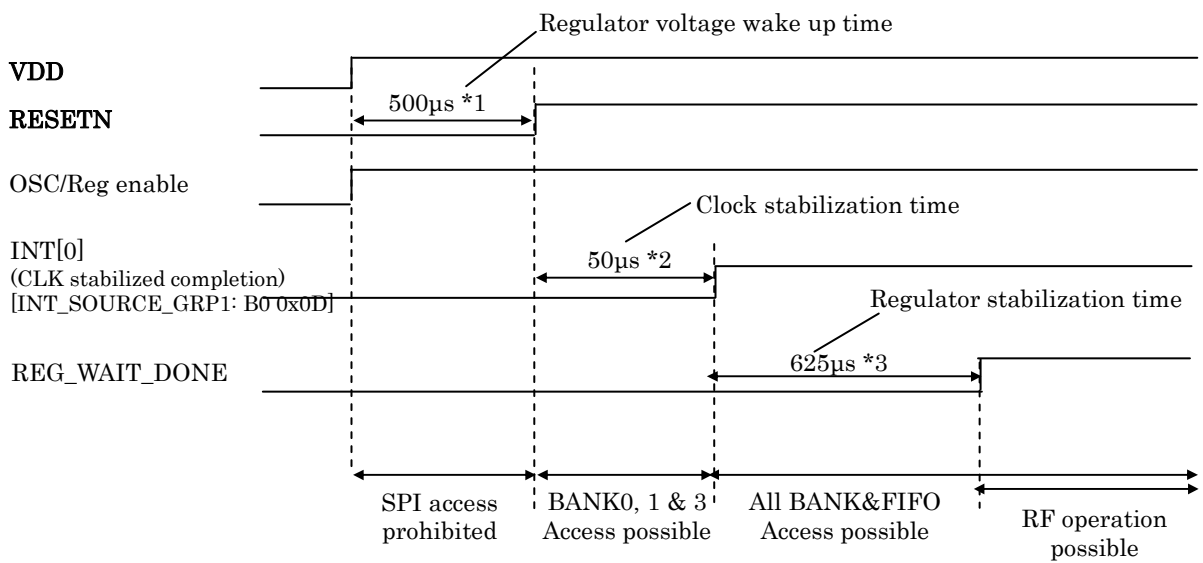 Regulator voltage wake up time
VDD
500μs *1
RESETN
OSC/Reg enable
Clock stabilization time
INT[0]
(CLK stabilized completion)
50μs *2
[INT_SOURCE_GRP1: B0 0x0D]
Regulator stabilization time
REG_WAIT_DONE
625μs *3
SPI access
prohibited
BANK0, 1 & 3
Access possible
All BANK&FIFO
Access possible
RF operation
possible